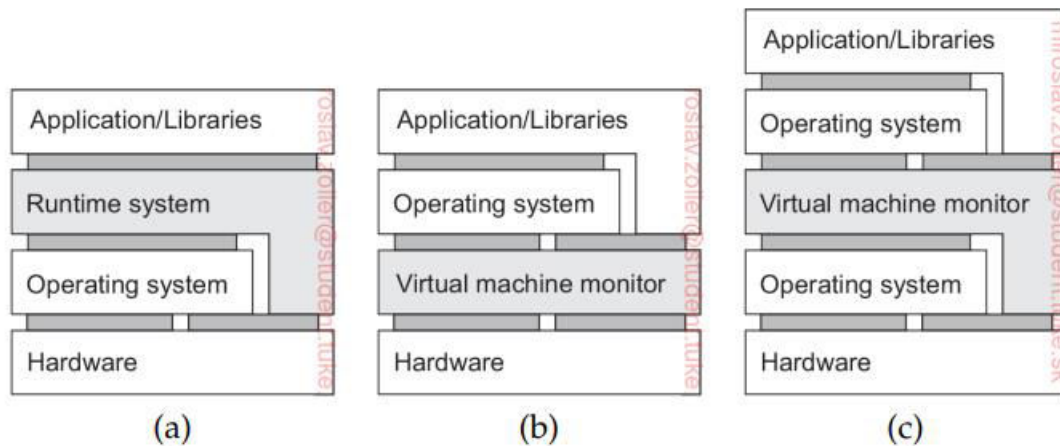 Application/Libraries
Runtime system
Operating system
Hardware
(a)
Application/Libraries
Operating system
Virtual machine monitor
Hardware
(b)
Application/Libraries
Operating system
Virtual machine monitor
Operating system
Hardware
(c)